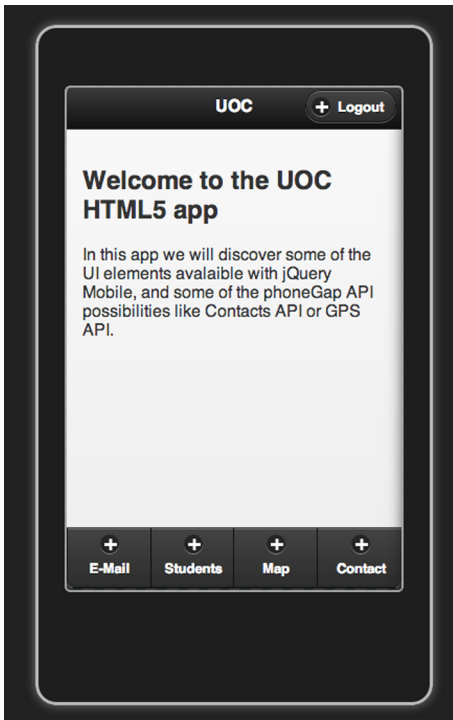 UOC
Logout
Welcome to the UOC
HTML5 app
In this app we will discover some of the
UI elements avalaible with jQuery
Mobile, and some of the phoneGap API
possibilities like Contacts API or GPS
API.
E-Mail
Students
Map
Contact